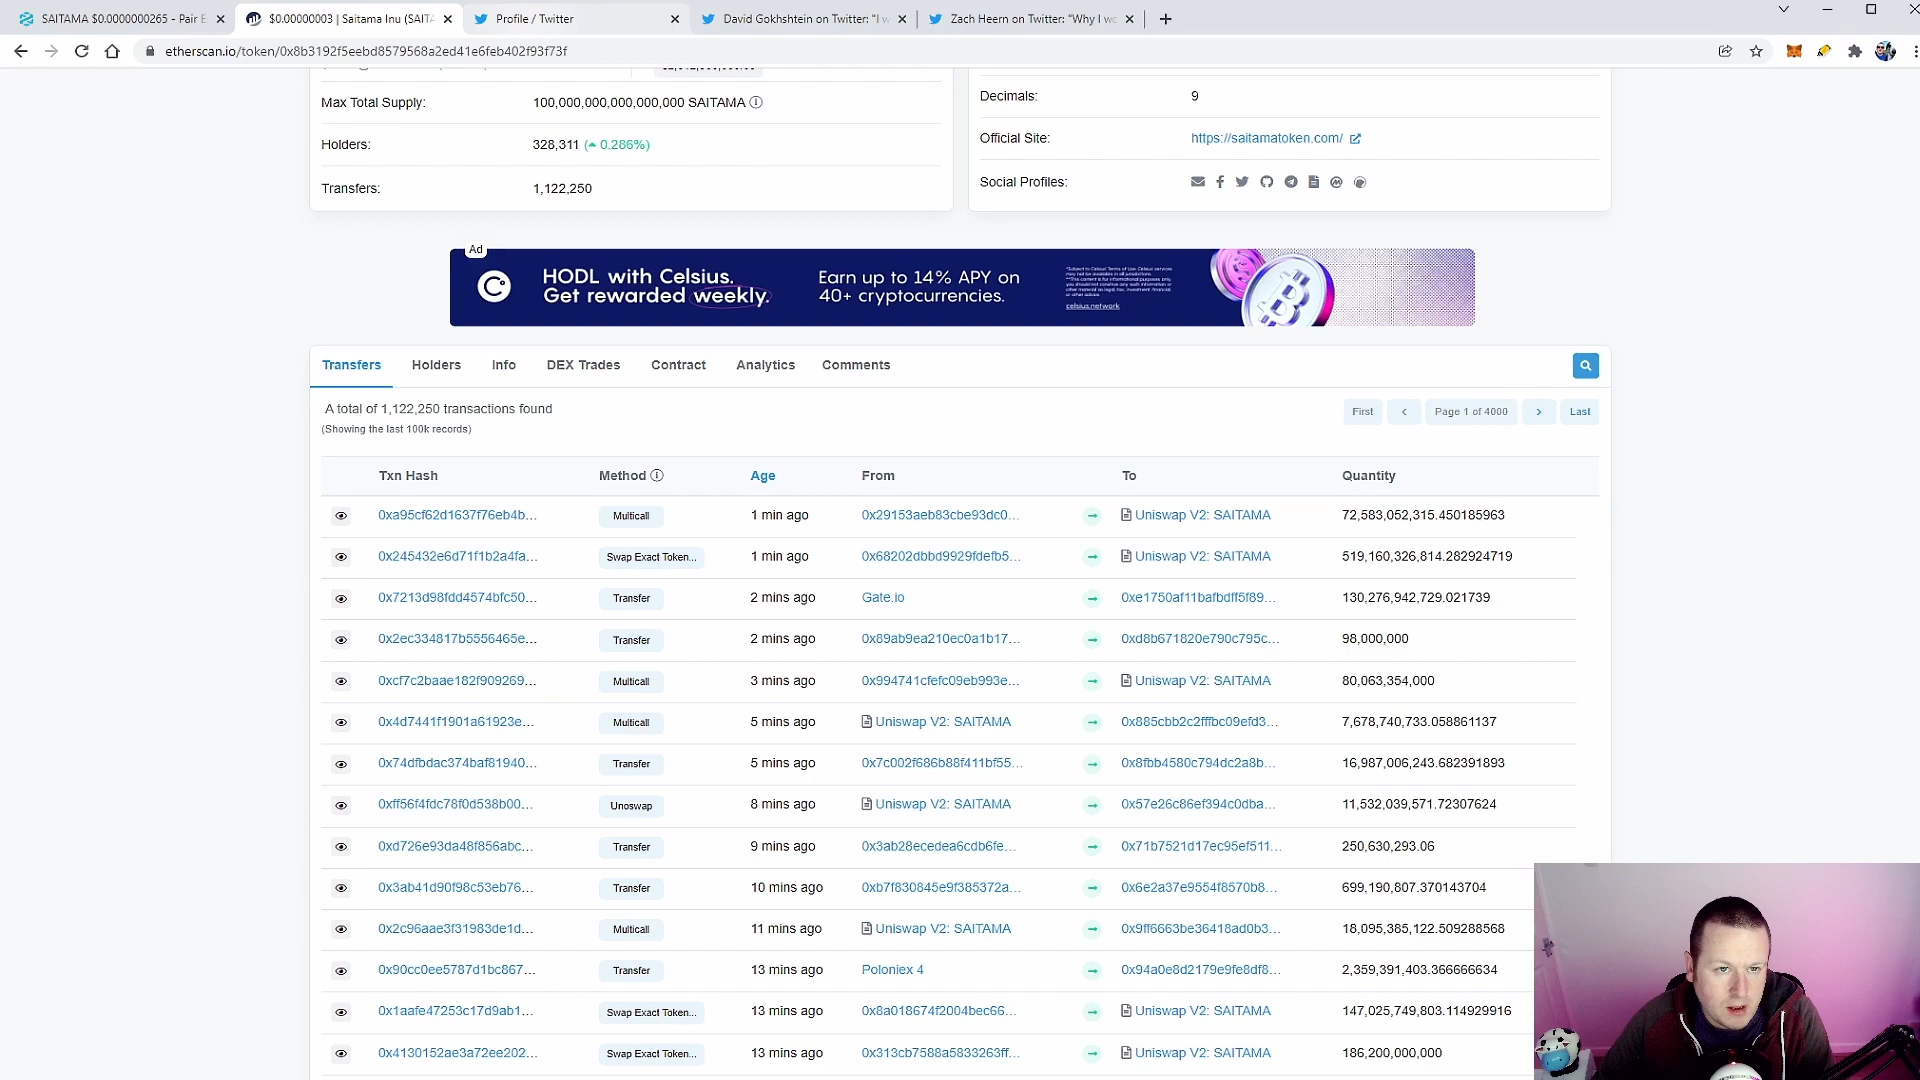 SAITAMA $0.0000000265 - Pair E
$0.00000003 | Saitama Inu (SAITA
Profile / Twitter
David Gokhshtein on Twitter: "I w
Zach Heern on Twitter: "Why I wo
etherscan.io/token/0x8b3192f5eebd8579568a2ed41e6feb402f93f73f
Max Total Supply: 100,000,000,000,000,000 SAITAMA
Holders: 328,311 (0.286%)
Transfers: 1,122,250
Decimals: 9
Official Site: https://saitamatoken.com/
Social Profiles:
Ad
HODL with Celsius.
Get rewarded weekly.
Earn up to 14% APY on
40+ cryptocurrencies.
celsius.network
Transfers Holders Info DEX Trades Contract Analytics Comments
A total of 1,122,250 transactions found
(Showing the last 100k records)
First Page 1 of 4000 Last
Txn Hash Method Age From To Quantity
0xa95cf62d1637f76eb4b... Multicall 1 min ago 0x29153aeb83cbe93dc0... Uniswap V2: SAITAMA 72,583,052,315.450185963
0x245432e6d71f1b2a4fa... Swap Exact Token... 1 min ago 0x68202dbbd9929fdefb5... Uniswap V2: SAITAMA 519,160,326,814.282924719
0x7213d98fdd4574bfc50... Transfer 2 mins ago Gate.io 0xe1750af11bafbdff5f89... 130,276,942,729.021739
0x2ec334817b5556465e... Transfer 2 mins ago 0x89ab9ea210ec0a1b17... 0xd8b671820e790c795c... 98,000,000
0xcf7c2baae182f909269... Multicall 3 mins ago 0x994741cfefc09eb993e... Uniswap V2: SAITAMA 80,063,354,000
0x4d7441f1901a61923e... Multicall 5 mins ago Uniswap V2: SAITAMA 0x885cbb2c2fffbc09efd3... 7,678,740,733.058861137
0x74dfbdac374baf81940... Transfer 5 mins ago 0x7c002f686b88f411bf55... 0x8fbb4580c794dc2a8b... 16,987,006,243.682391893
0xff56f4fdc78f0d538b00... Unoswap 8 mins ago Uniswap V2: SAITAMA 0x57e26c86ef394c0dba... 11,532,039,571.72307624
0xd726e93da48f856abc... Transfer 9 mins ago 0x3ab28ecedea6cdb6fe... 0x71b7521d17ec95ef511... 250,630,293.06
0x3ab41d90f98c53eb76... Transfer 10 mins ago 0xb7f830845e9f385372a... 0x6e2a37e9554f8570b8... 699,190,807.370143704
0x2c96aae3f31983de1d... Multicall 11 mins ago Uniswap V2: SAITAMA 0x9ff6663be36418ad0b3... 18,095,385,122.509288568
0x90cc0ee5787d1bc867... Transfer 13 mins ago Poloniex 4 0x94a0e8d2179e9fe8df8... 2,359,391,403.366666634
0x1aafe47253c17d9ab1... Swap Exact Token... 13 mins ago 0x8a018674f2004bec66... Uniswap V2: SAITAMA 147,025,749,803.114929916
0x4130152ae3a72ee202... Swap Exact Token... 13 mins ago 0x313cb7588a5833263ff... Uniswap V2: SAITAMA 186,200,000,000